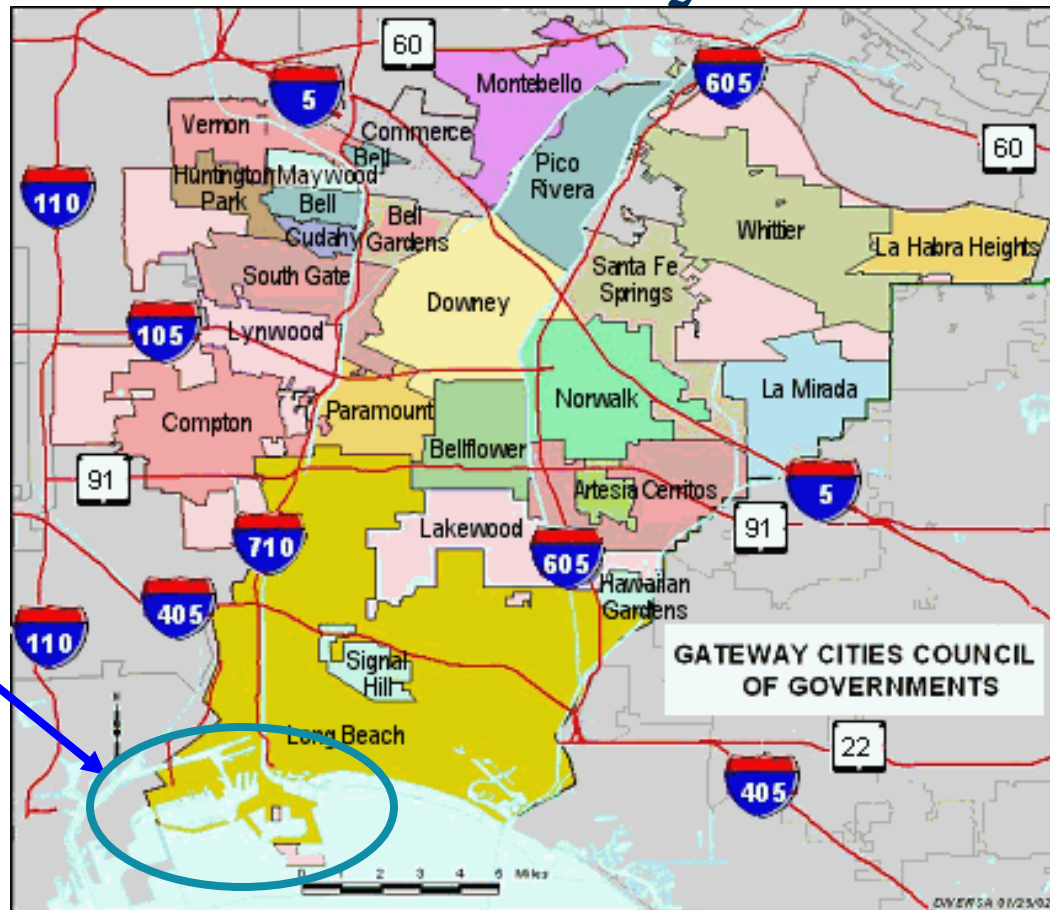 60
Montebello
605
5
Vernon
Commerce
Bell
60
Pico
Rivera
Huntington
Park
Maywood
110
Bell
Bell
Gardens
Cudahy
Whittier
La Habra Heights
South Gate
Santa Fe
Springs
Downey
105
Lynwood
La Mirada
Norwalk
Compton
Paramount
Bellflower
91
Artesia
Cerritos
5
Lakewood
91
710
605
Hawaiian
Gardens
405
110
GATEWAY CITIES COUNCIL
OF GOVERNMENTS
Signal
Hill
Long Beach
22
405
0 1 2 3 4 5 6 Miles